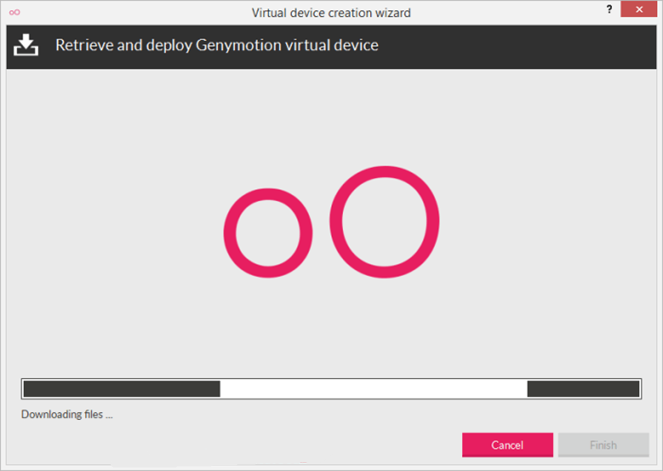 Virtual device creation wizard
?
Retrieve and deploy Genymotion virtual device
Downloading files ...
Cancel
Finish